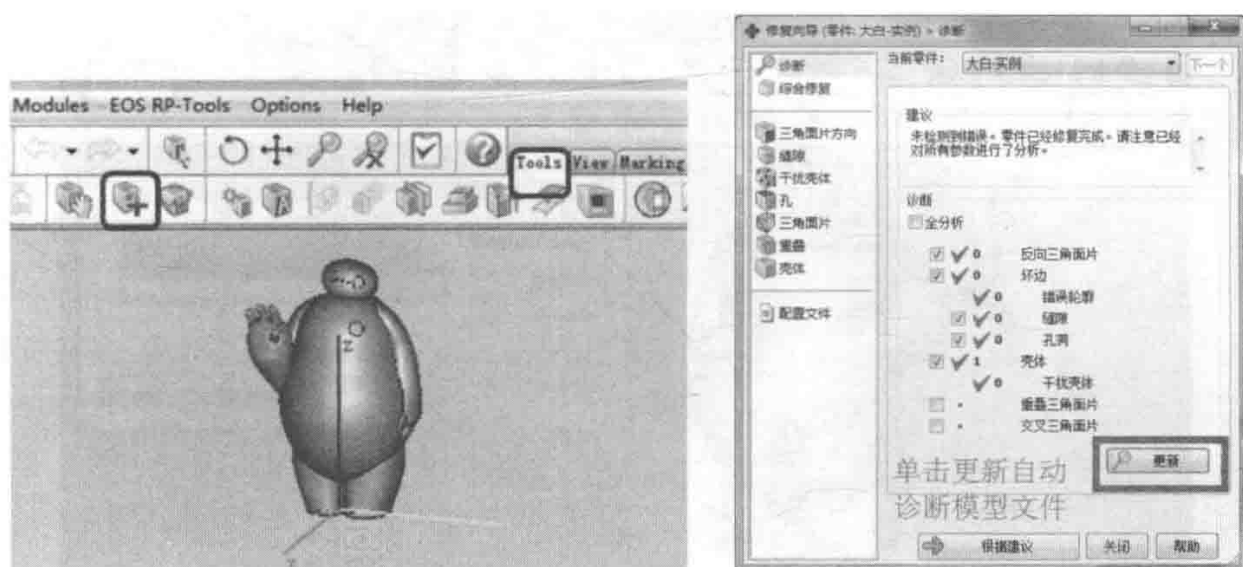 Modules EOS RP-Tools Options Help
Tools View Marking
z
修复向导 (零件: 大白-实例) > 诊断
诊断
综合修复
三角面片方向
缝隙
干扰壳体
孔
三角面片
重叠
壳体
配置文件
当前零件:
大白-实例
下一个
建议
未检测到错误。零件已经修复完成。请注意已经
对所有参数进行了分析。
诊断
全分析
0 反向三角面片
0 坏边
0 错误轮廓
0 缝隙
0 孔洞
1 壳体
0 干扰壳体
重叠三角面片
交叉三角面片
更新
单击更新自动
诊断模型文件
根据建议
关闭
帮助